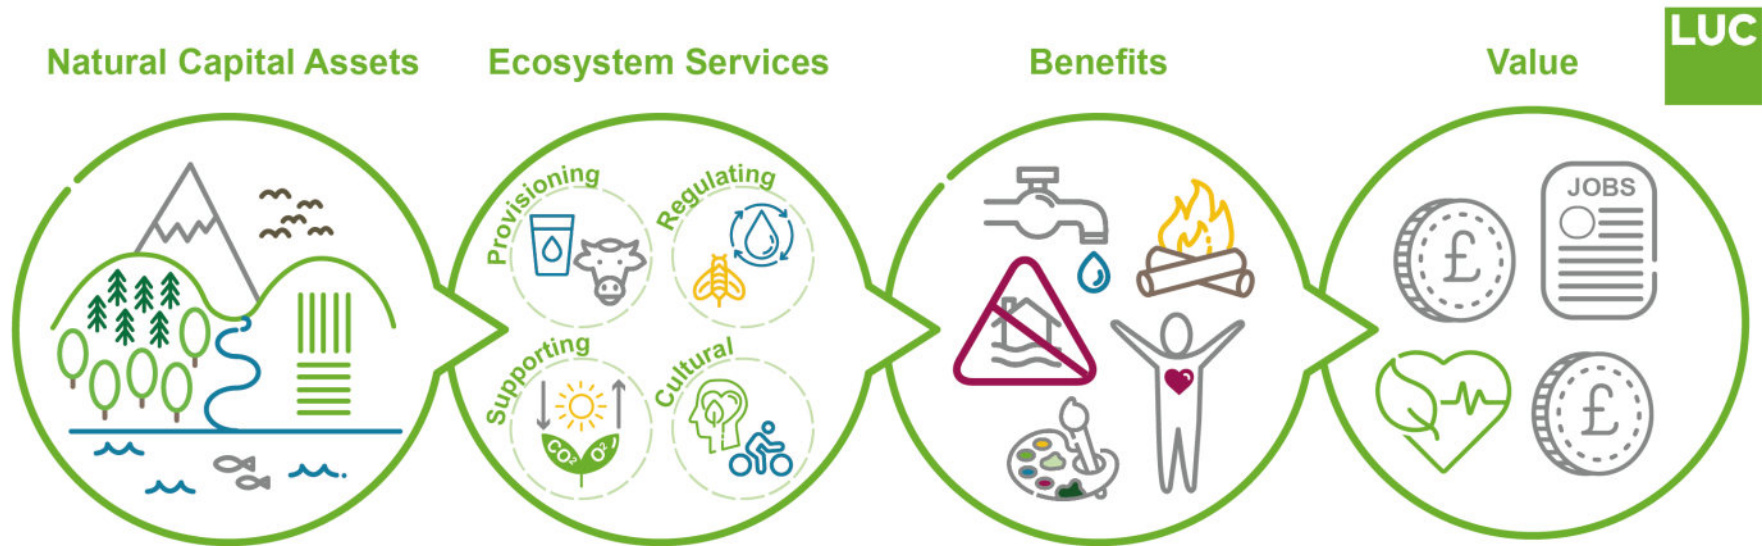 LUC
Natural Capital Assets
Ecosystem Services
Benefits
Value
Provisioning
Regulating
Supporting
CO²
O²
Cultural
JOBS
£
£